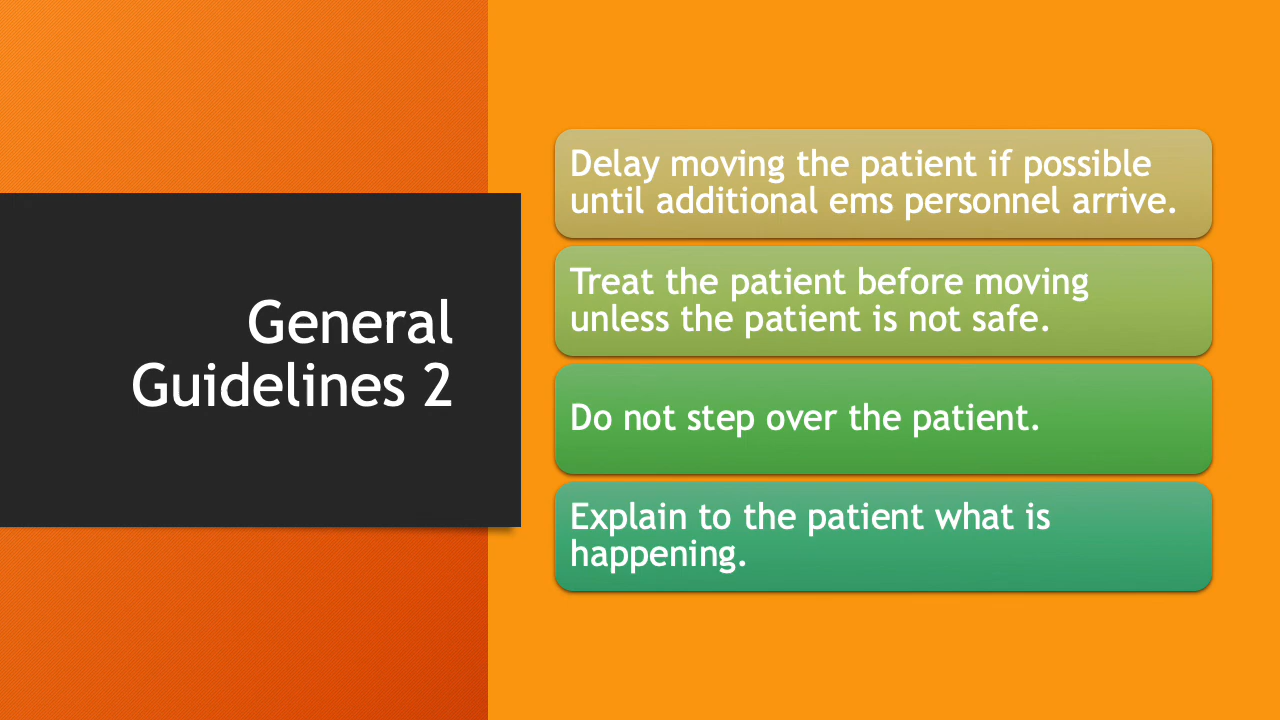 General
Guidelines 2
Delay moving the patient if possible
until additional ems personnel arrive.
Treat the patient before moving
unless the patient is not safe.
Do not step over the patient.
Explain to the patient what is
happening.